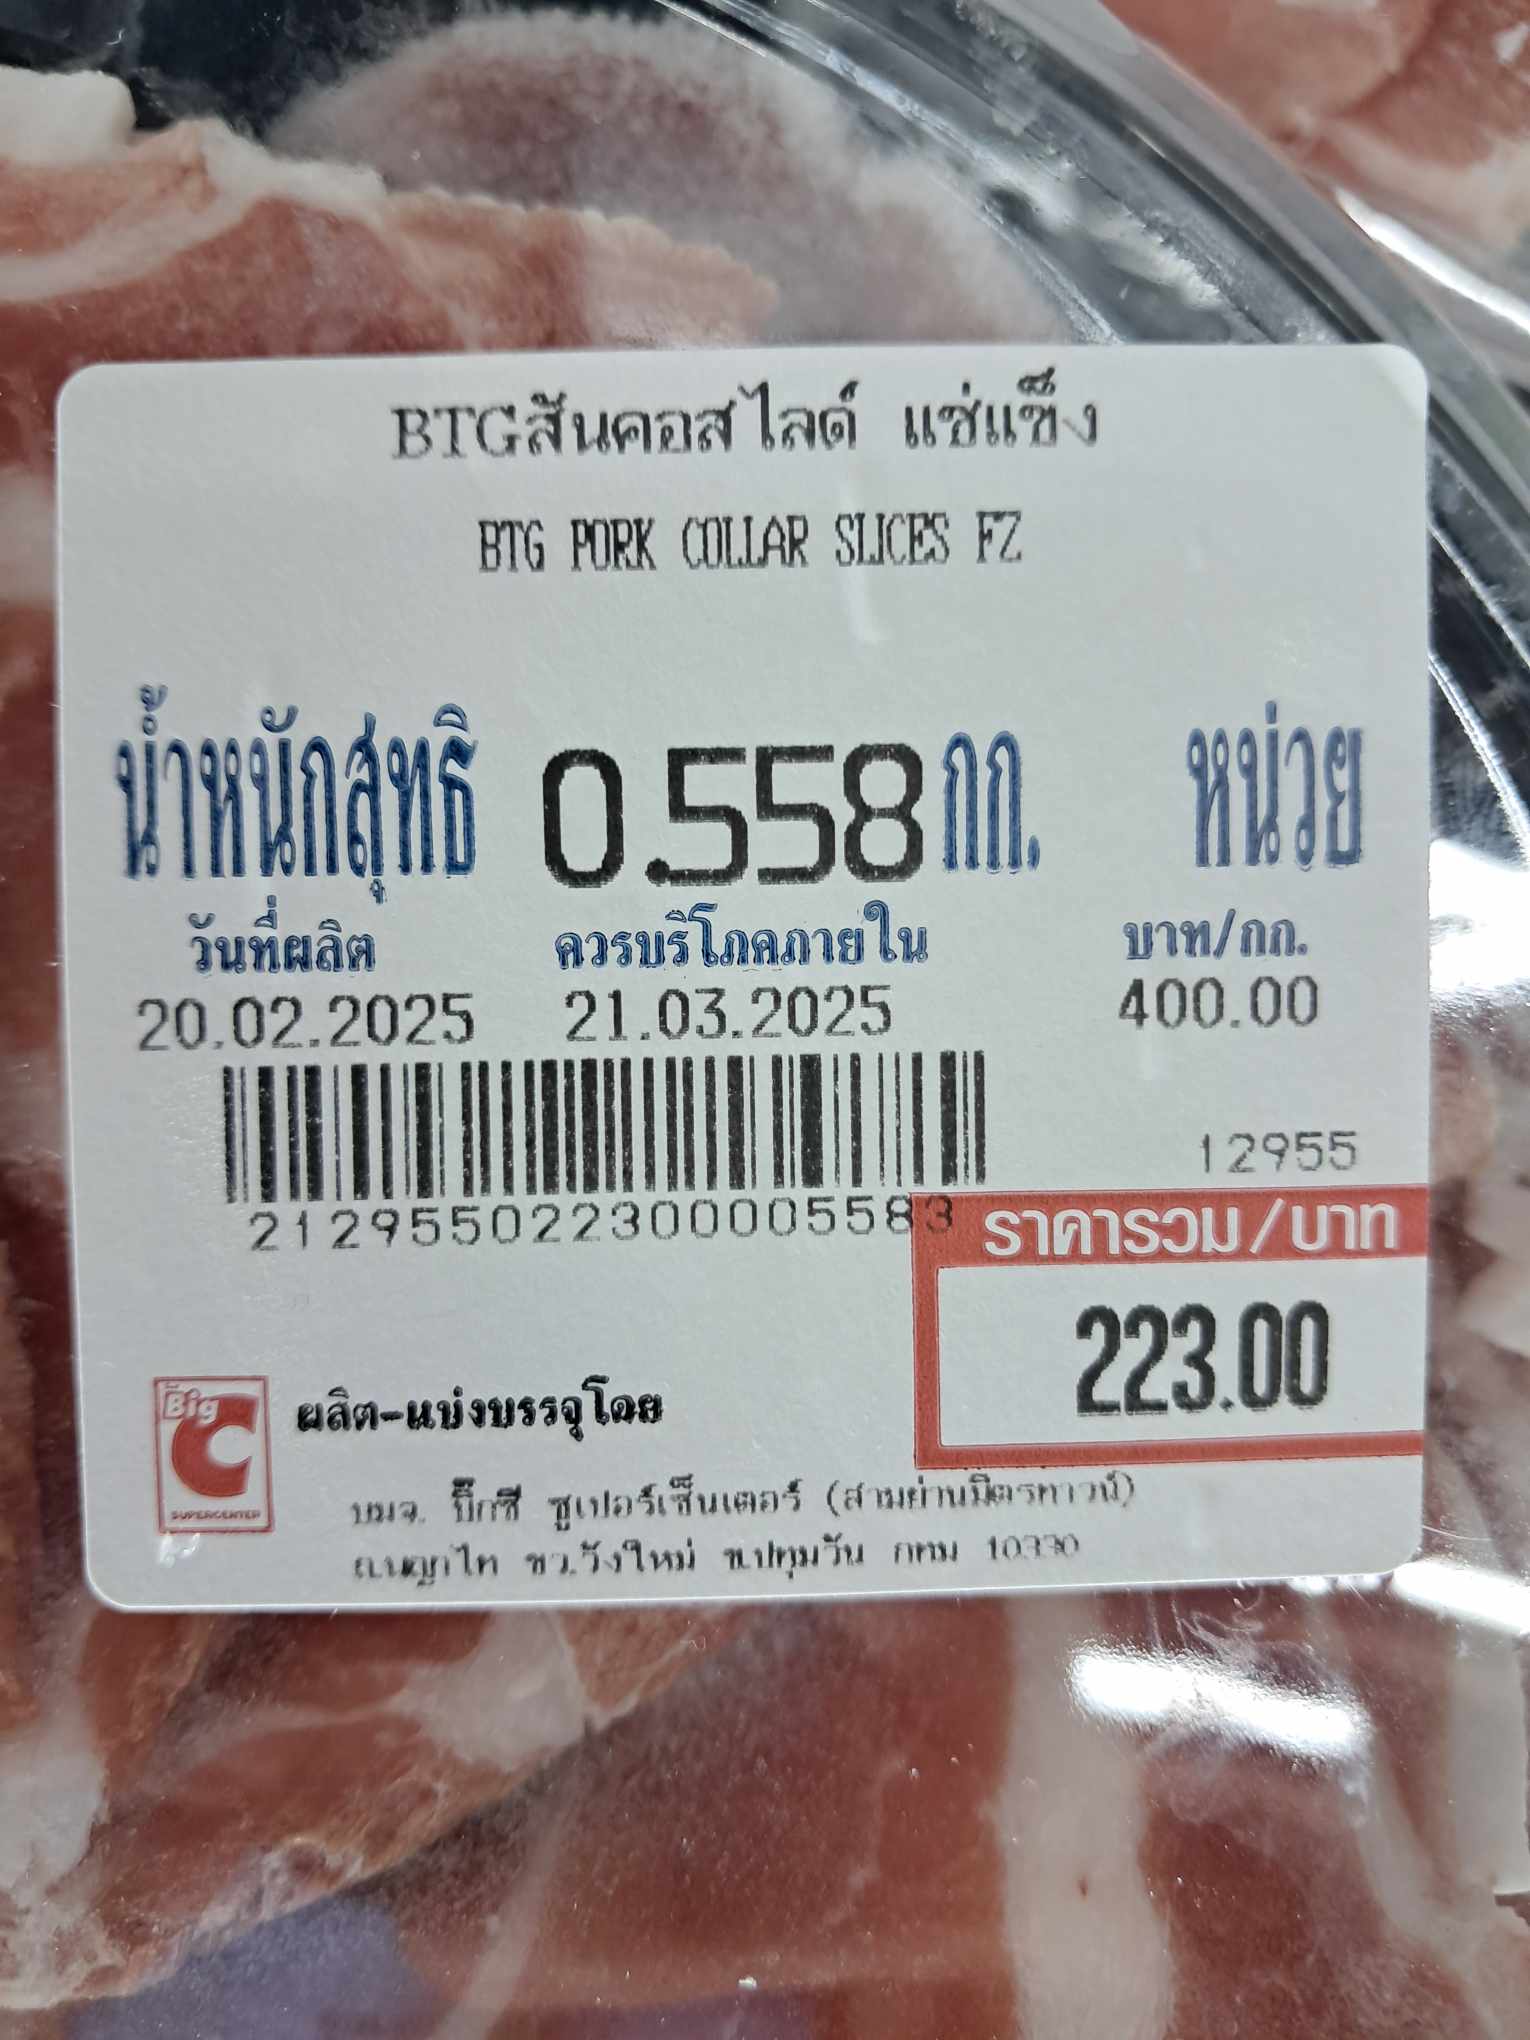 BTGสันคอสไลด์ แช่แข็ง
BTG PORK COLLAR SLICES FZ
น้ำหนักสุทธิ 0.558 กก. หน่วย
วันที่ผลิต ควรบริโภคภายใน บาท/กก.
20.02.2025 21.03.2025 400.00
12955
212955022300005583
ราคารวม/บาท
223.00
Big C
SUPERCENTER
ผลิต-แบ่งบรรจุโดย
บมจ. บิ๊กซี ซูเปอร์เซ็นเตอร์ (สามย่านมิตรทาวน์)
ถ.พญาไท ขว.วังใหม่ ข.ปทุมวัน กทม 10330